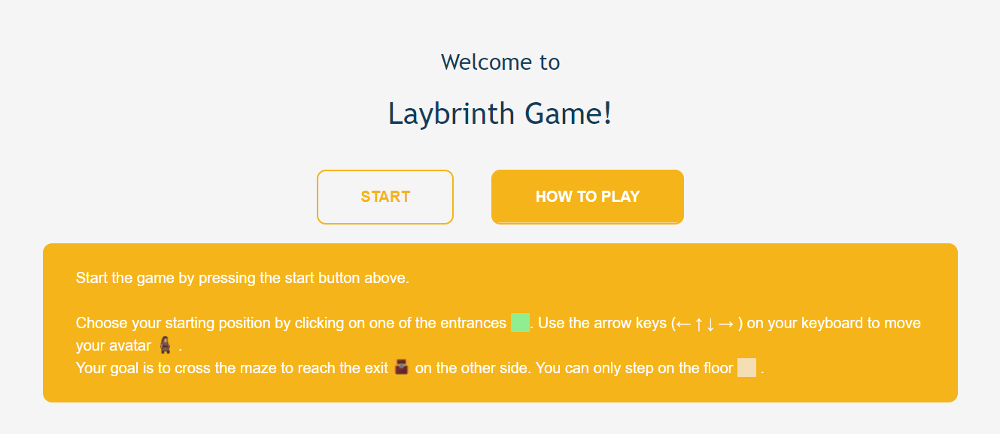 Welcome to
Laybrinth Game!
START
HOW TO PLAY
Start the game by pressing the start button above.
Choose your starting position by clicking on one of the entrances . Use the arrow keys (←↑↓→) on your keyboard to move
your avatar .
Your goal is to cross the maze to reach the exit on the other side. You can only step on the floor .